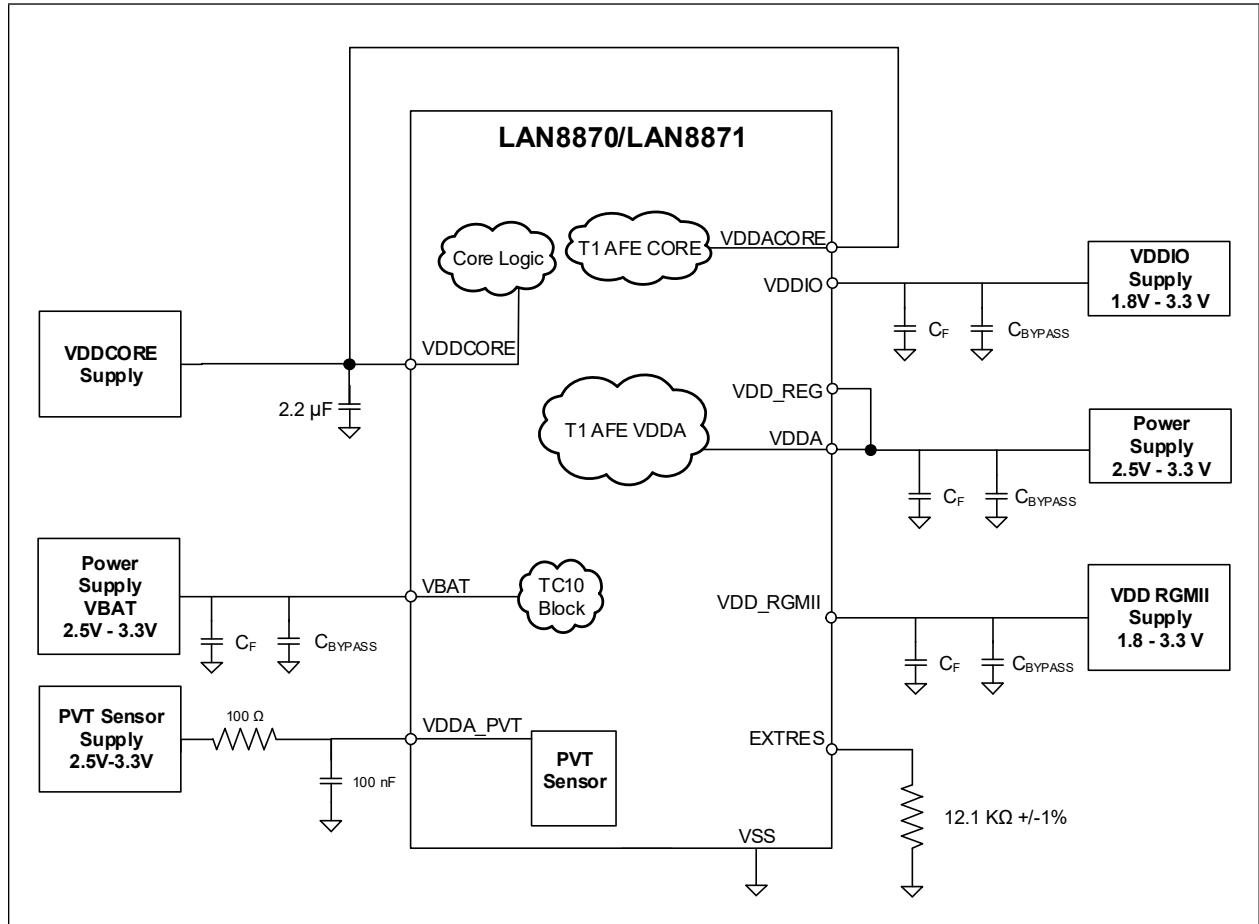 LAN8870/LAN8871
Core Logic
T1 AFE CORE
VDDACORE
VDDIO
VDDIO
Supply
1.8V - 3.3 V
CF
CBYPASS
VDDCORE
Supply
VDDCORE
2.2 µF
VDD_REG
T1 AFE VDDA
VDDA
Power
Supply
2.5V - 3.3 V
CF
CBYPASS
Power
Supply
VBAT
2.5V - 3.3V
VBAT
TC10
Block
CF
CBYPASS
VDD_RGMII
VDD RGMII
Supply
1.8 - 3.3 V
CF
CBYPASS
PVT Sensor
Supply
2.5V-3.3V
100 Ω
VDDA_PVT
100 nF
PVT
Sensor
EXTRES
12.1 KΩ +/-1%
VSS